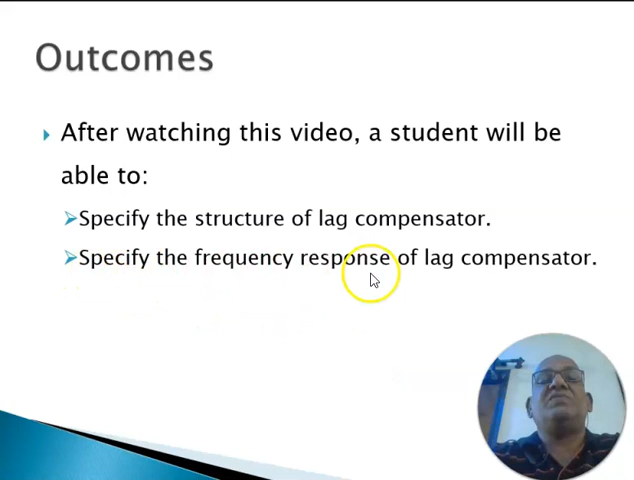 Outcomes
After watching this video, a student will be
able to:
Specify the structure of lag compensator.
Specify the frequency response of lag compensator.